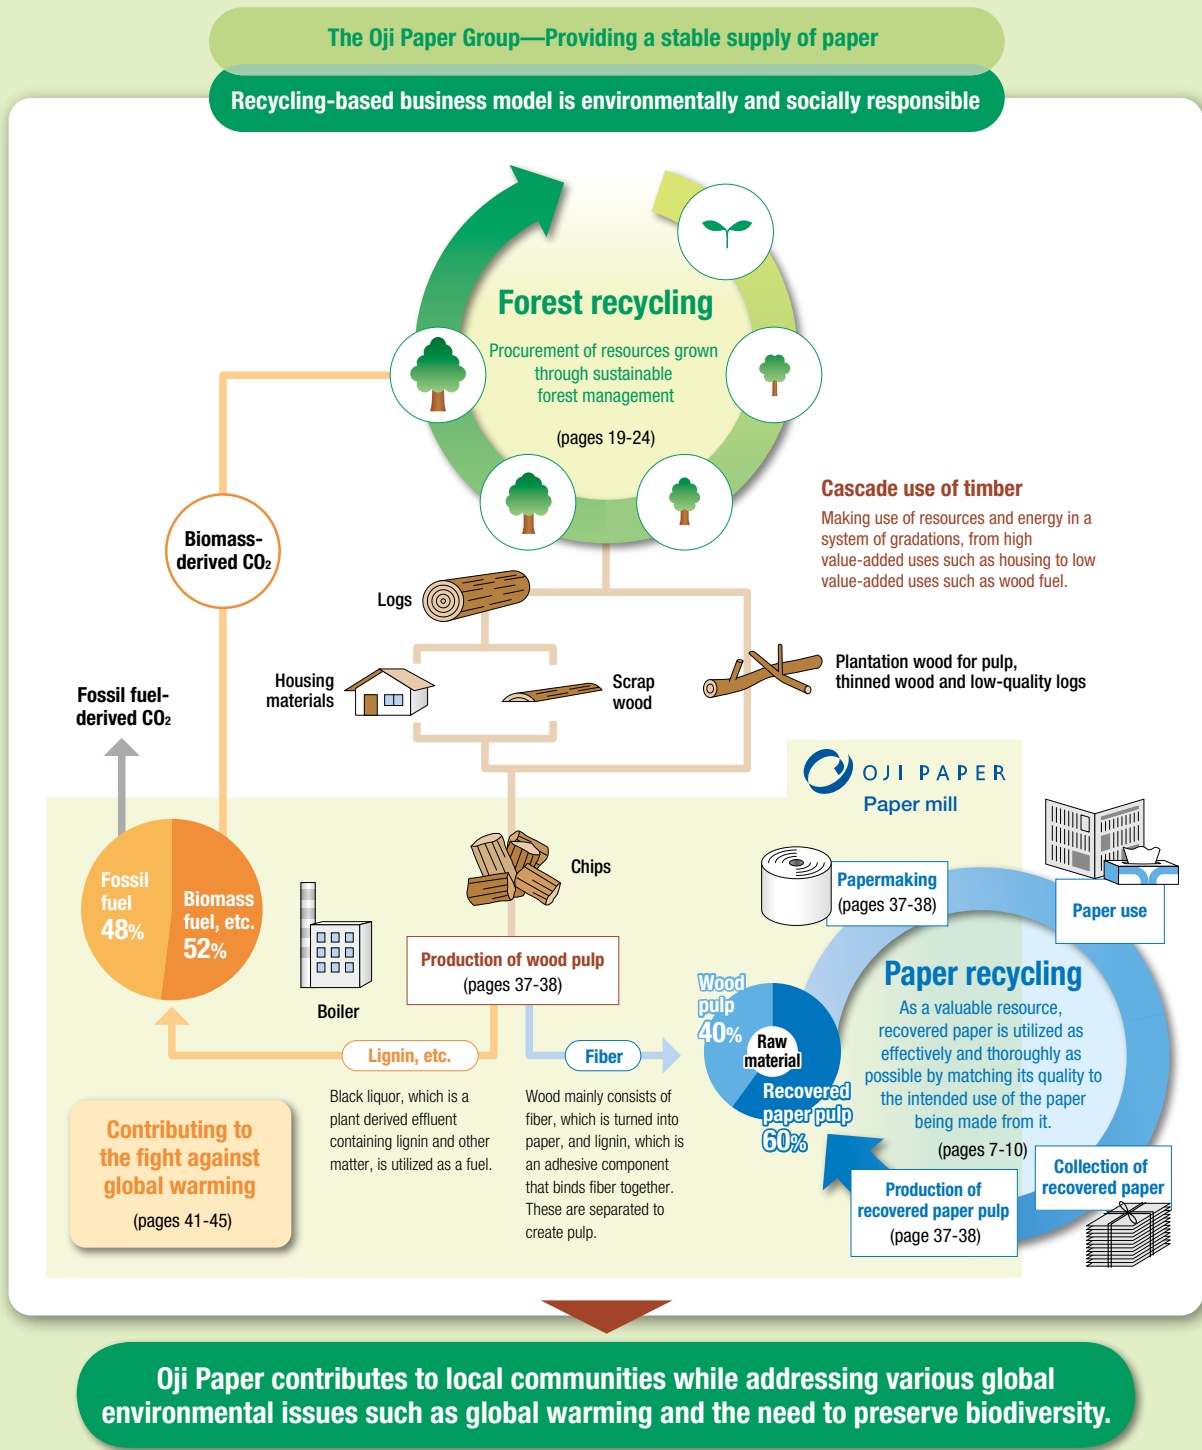 The Oji Paper Group—Providing a stable supply of paper
Recycling-based business model is environmentally and socially responsible
Forest recycling
Procurement of resources grown
through sustainable
forest management
(pages 19-24)
Cascade use of timber
Making use of resources and energy in a
system of gradations, from high
value-added uses such as housing to low
value-added uses such as wood fuel.
Biomass-
derived CO₂
Logs
Housing
materials
Scrap
wood
Plantation wood for pulp,
thinned wood and low-quality logs
Fossil fuel-
derived CO₂
OJI PAPER
Paper mill
Fossil
fuel
48%
Biomass
fuel, etc.
52%
Boiler
Chips
Production of wood pulp
(pages 37-38)
Papermaking
(pages 37-38)
Paper use
Paper recycling
As a valuable resource,
recovered paper is utilized as
effectively and thoroughly as
possible by matching its quality to
the intended use of the paper
being made from it.
(pages 7-10)
Wood
pulp
40%
Raw
material
Recovered
paper pulp
60%
Lignin, etc.
Fiber
Black liquor, which is a
plant derived effluent
containing lignin and other
matter, is utilized as a fuel.
Wood mainly consists of
fiber, which is turned into
paper, and lignin, which is
an adhesive component
that binds fiber together.
These are separated to
create pulp.
Contributing to
the fight against
global warming
(pages 41-45)
Production of
recovered paper pulp
(page 37-38)
Collection of
recovered paper
Oji Paper contributes to local communities while addressing various global
environmental issues such as global warming and the need to preserve biodiversity.